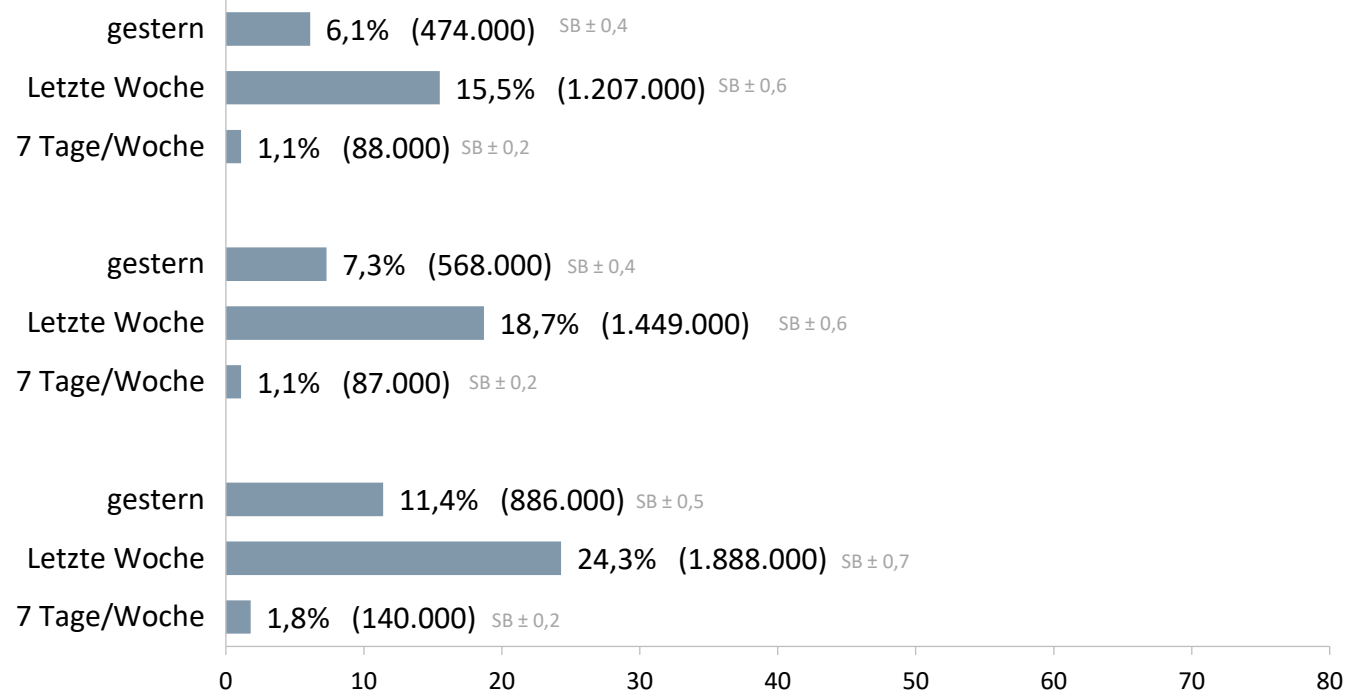 gestern 6,1% (474.000) SB ± 0,4
Letzte Woche 15,5% (1.207.000) SB ± 0,6
7 Tage/Woche 1,1% (88.000) SB ± 0,2
gestern 7,3% (568.000) SB ± 0,4
Letzte Woche 18,7% (1.449.000) SB ± 0,6
7 Tage/Woche 1,1% (87.000) SB ± 0,2
gestern 11,4% (886.000) SB ± 0,5
Letzte Woche 24,3% (1.888.000) SB ± 0,7
7 Tage/Woche 1,8% (140.000) SB ± 0,2
0 10 20 30 40 50 60 70 80